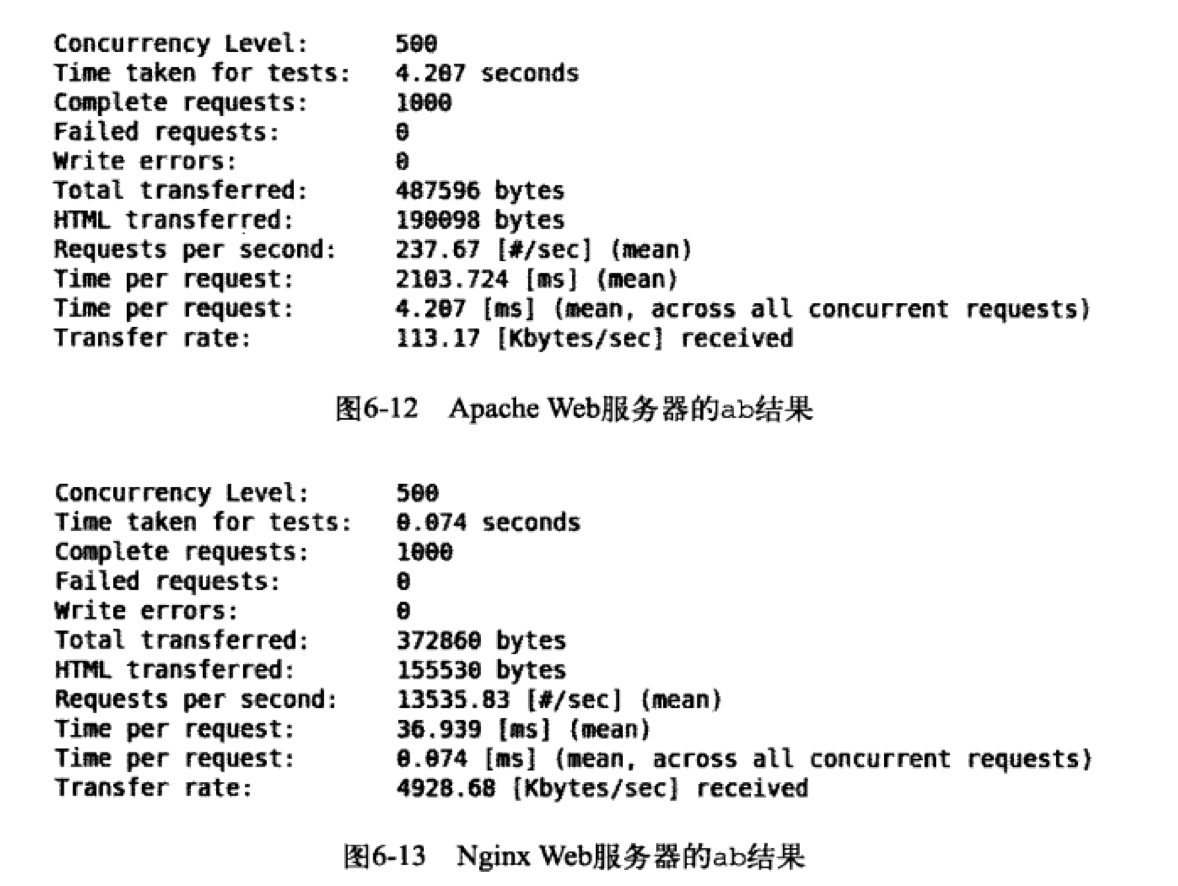 Concurrency Level: 500
Time taken for tests: 4.207 seconds
Complete requests: 1000
Failed requests: 0
Write errors: 0
Total transferred: 487596 bytes
HTML transferred: 190098 bytes
Requests per second: 237.67 [#/sec] (mean)
Time per request: 2103.724 [ms] (mean)
Time per request: 4.207 [ms] (mean, across all concurrent requests)
Transfer rate: 113.17 [Kbytes/sec] received
图6-12 Apache Web服务器的ab结果
Concurrency Level: 500
Time taken for tests: 0.074 seconds
Complete requests: 1000
Failed requests: 0
Write errors: 0
Total transferred: 372860 bytes
HTML transferred: 155530 bytes
Requests per second: 13535.83 [#/sec] (mean)
Time per request: 36.939 [ms] (mean)
Time per request: 0.074 [ms] (mean, across all concurrent requests)
Transfer rate: 4928.68 [Kbytes/sec] received
图6-13 Nginx Web服务器的ab结果